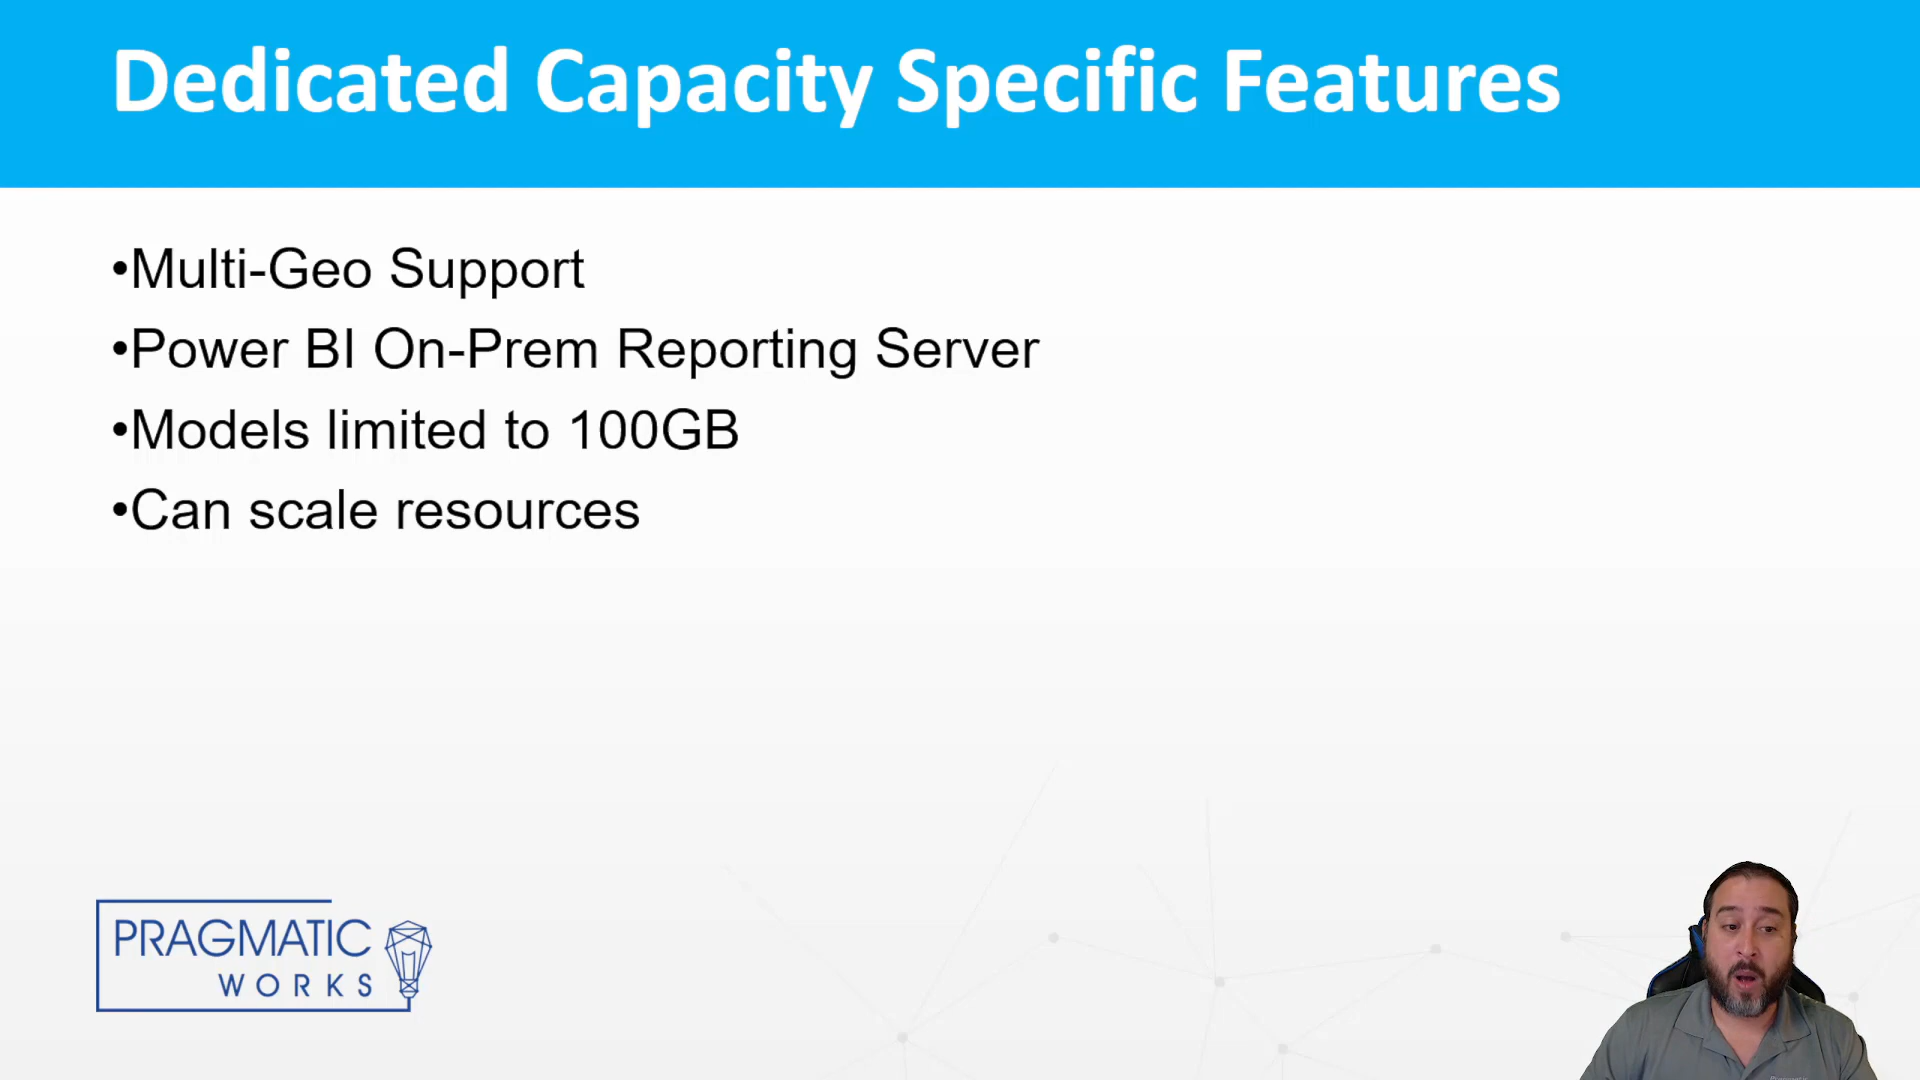 Dedicated Capacity Specific Features
•Multi-Geo Support
•Power BI On-Prem Reporting Server
•Models limited to 100GB
•Can scale resources
PRAGMATIC
WORKS